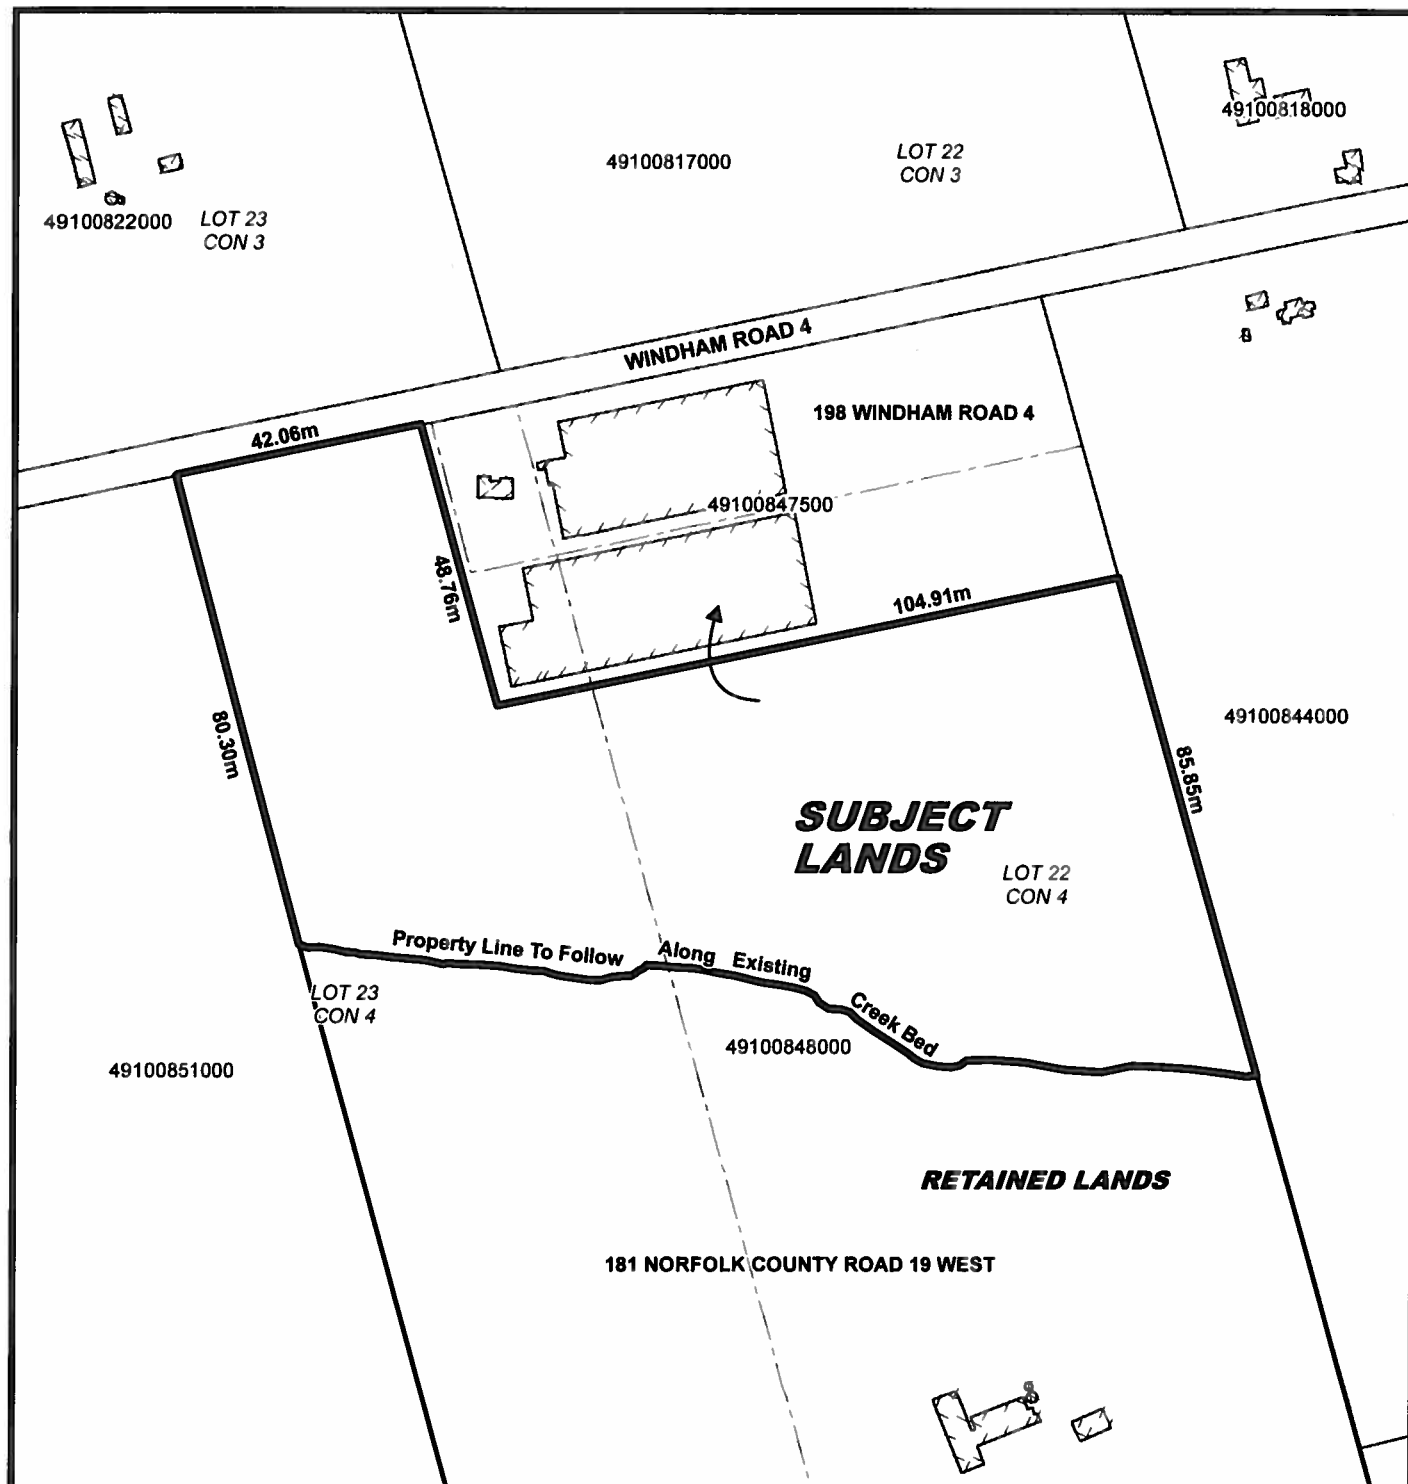 49100818000
49100817000
LOT 22
CON 3
49100822000
LOT 23
CON 3
WINDHAM ROAD 4
198 WINDHAM ROAD 4
42.06m
49100847500
48.76m
104.91m
80.30m
49100844000
85.85m
SUBJECT
LANDS
LOT 22
CON 4
Property Line To Follow Along Existing Creek Bed
LOT 23
CON 4
49100848000
49100851000
RETAINED LANDS
181 NORFOLK COUNTY ROAD 19 WEST